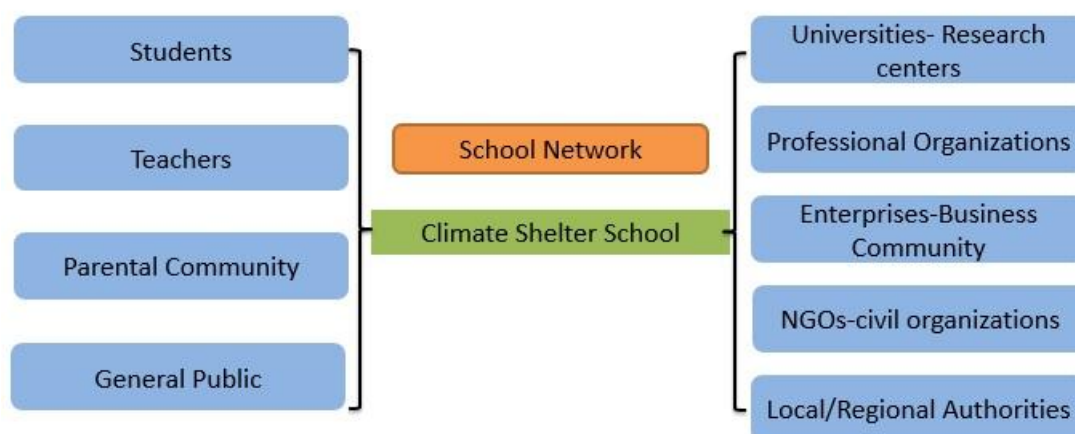 Students
Teachers
Parental Community
General Public
School Network
Climate Shelter School
Universities- Research
centers
Professional Organizations
Enterprises-Business
Community
NGOs-civil organizations
Local/Regional Authorities